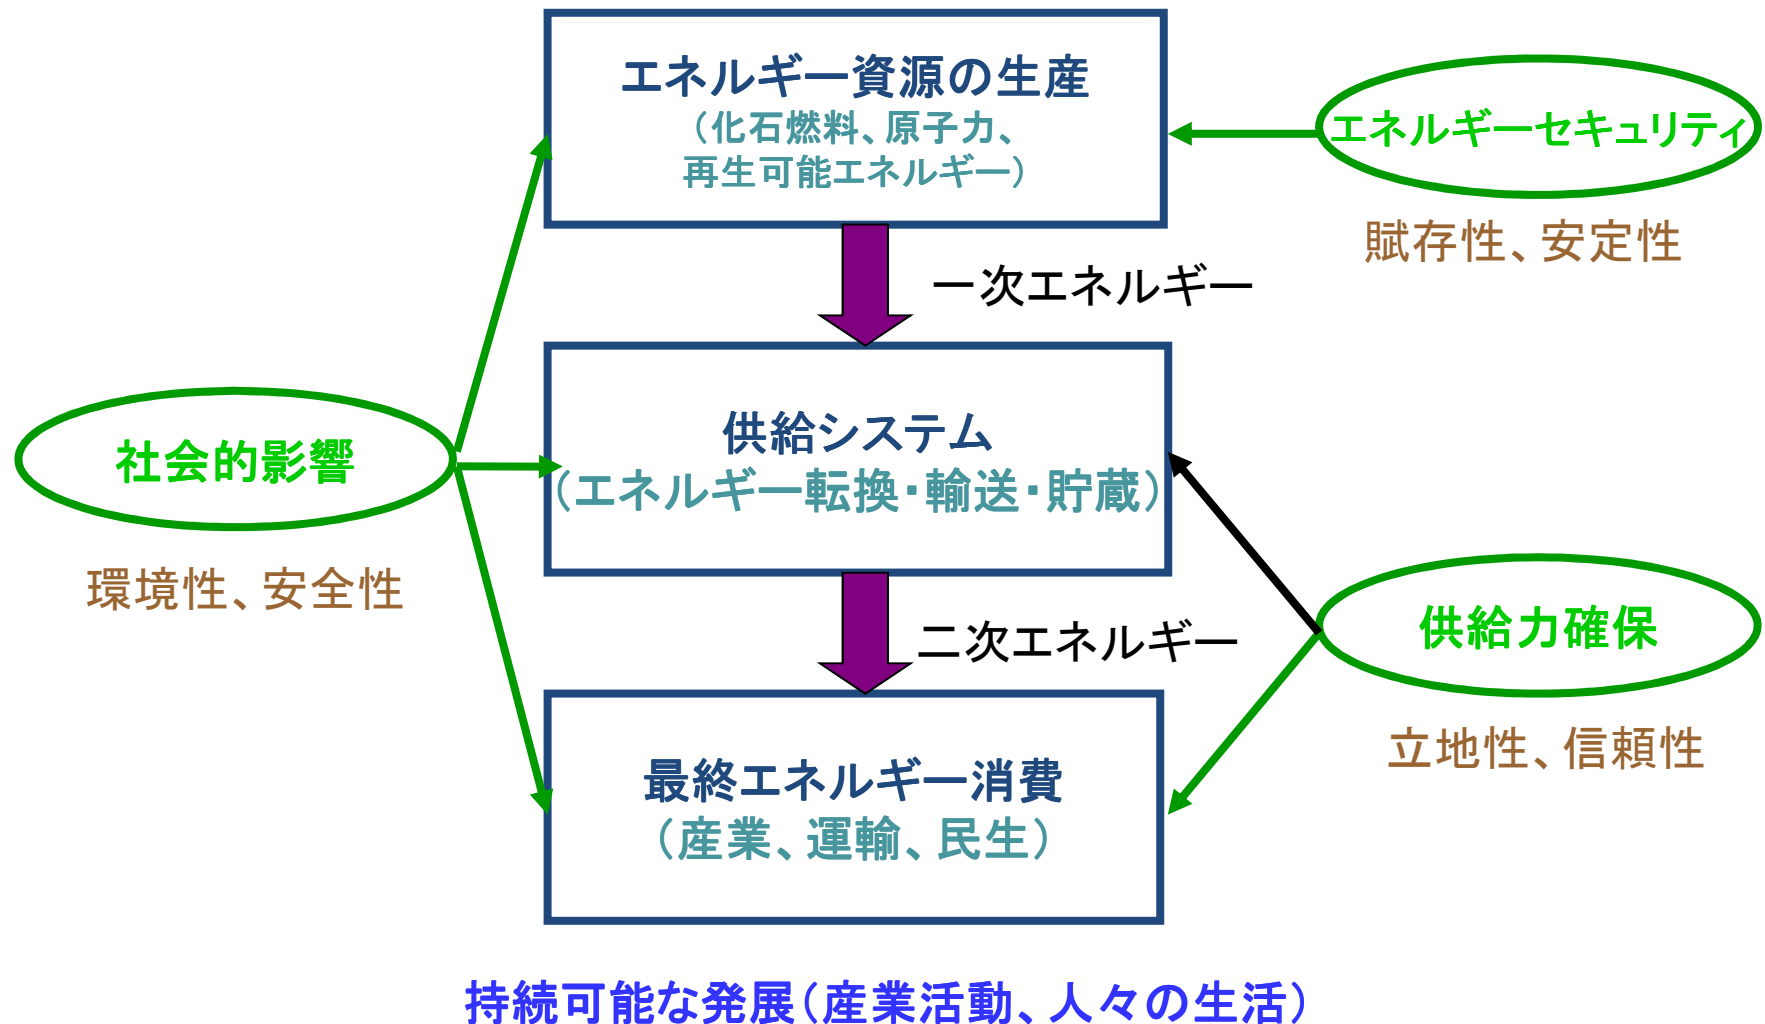 エネルギー資源の生産
（化石燃料、原子力、
再生可能エネルギー）
エネルギーセキュリティ
賦存性、安定性
一次エネルギー
供給システム
（エネルギー転換・輸送・貯蔵）
社会的影響
環境性、安全性
二次エネルギー
供給力確保
立地性、信頼性
最終エネルギー消費
（産業、運輸、民生）
持続可能な発展（産業活動、人々の生活）